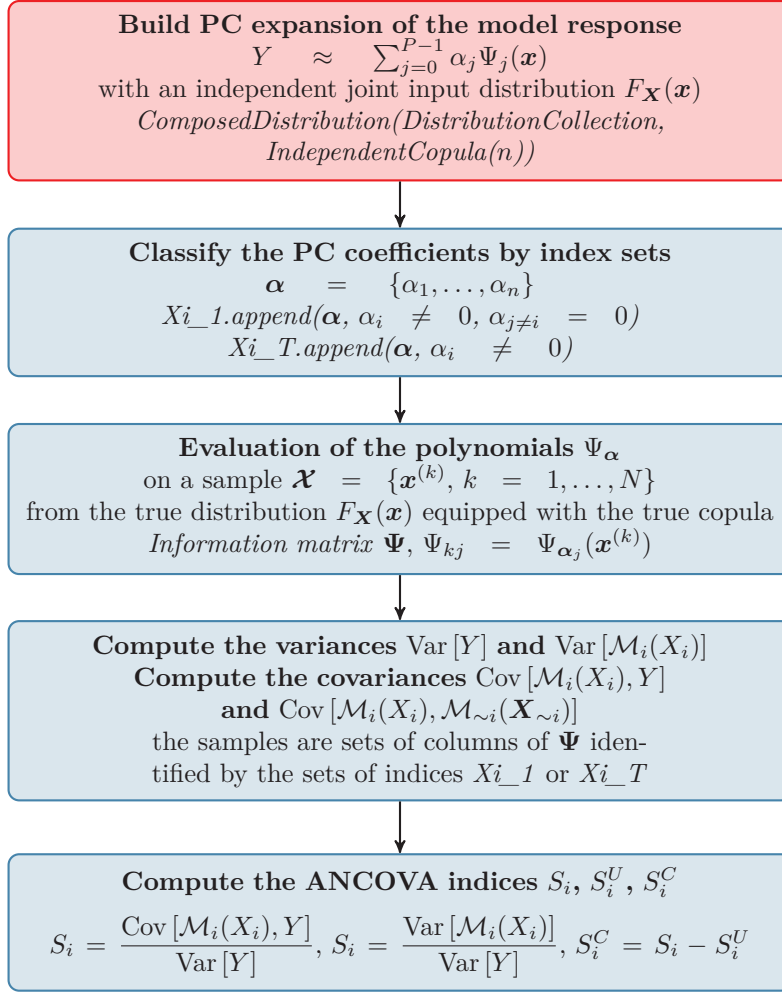 Build PC expansion of the model response
Y ≈ ∑_{j=0}^{P−1} α_jΨ_j(x)
with an independent joint input distribution F_X(x)
ComposedDistribution(DistributionCollection,
IndependentCopula(n))
Classify the PC coefficients by index sets
α = {α_1, . . . , α_n}
Xi_1.append(α, α_i ≠ 0, α_{j≠i} = 0)
Xi_T.append(α, α_i ≠ 0)
Evaluation of the polynomials Ψ_α
on a sample 𝓧 = {x^{(k)}, k = 1, . . . , N}
from the true distribution F_X(x) equipped with the true copula
Information matrix Ψ, Ψ_{kj} = Ψ_{α_j}(x^{(k)})
Compute the variances Var [Y] and Var [ℳ_i(X_i)]
Compute the covariances Cov [ℳ_i(X_i), Y]
and Cov [ℳ_i(X_i), ℳ_{∼i}(X_{∼i})]
the samples are sets of columns of Ψ iden-
tified by the sets of indices Xi_1 or Xi_T
Compute the ANCOVA indices S_i, S_i^U, S_i^C
S_i = Cov [ℳ_i(X_i), Y] / Var [Y], S_i = Var [ℳ_i(X_i)] / Var [Y], S_i^C = S_i − S_i^U